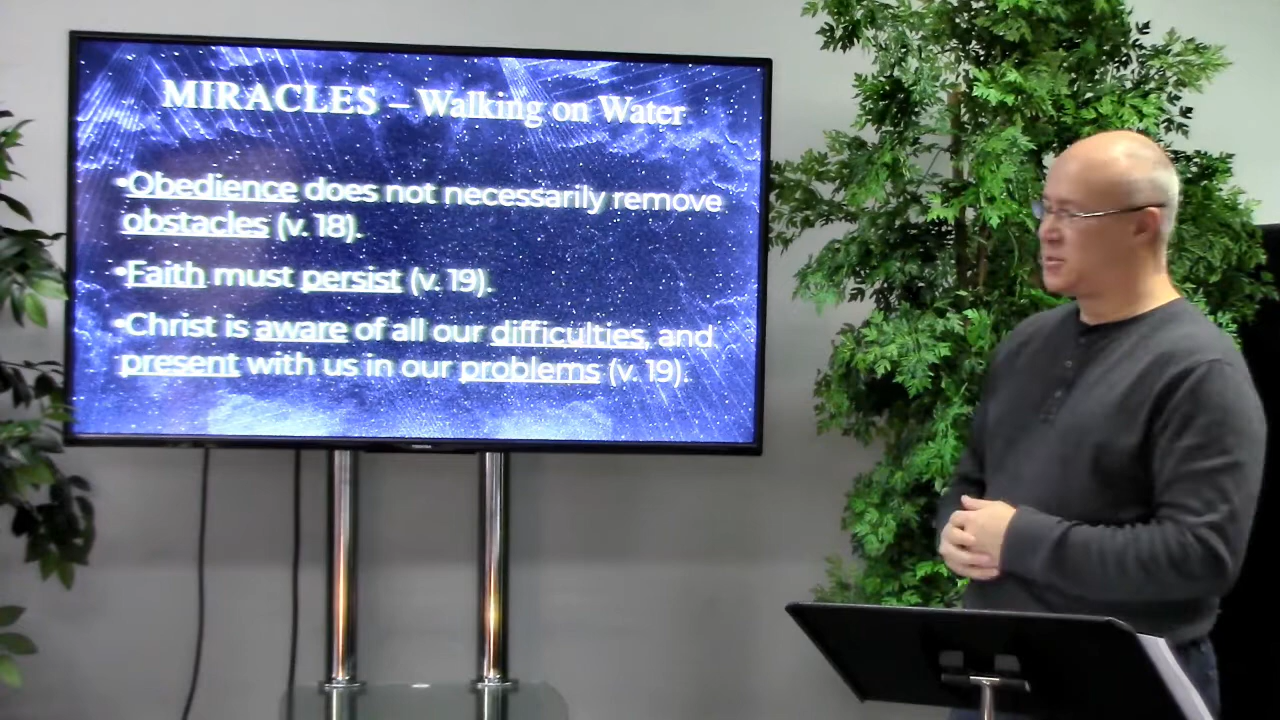 MIRACLES – Walking on Water
•Obedience does not necessarily remove
obstacles (v. 18).
•Faith must persist (v. 19).
•Christ is aware of all our difficulties, and
present with us in our problems (v. 19).
TOSHIBA